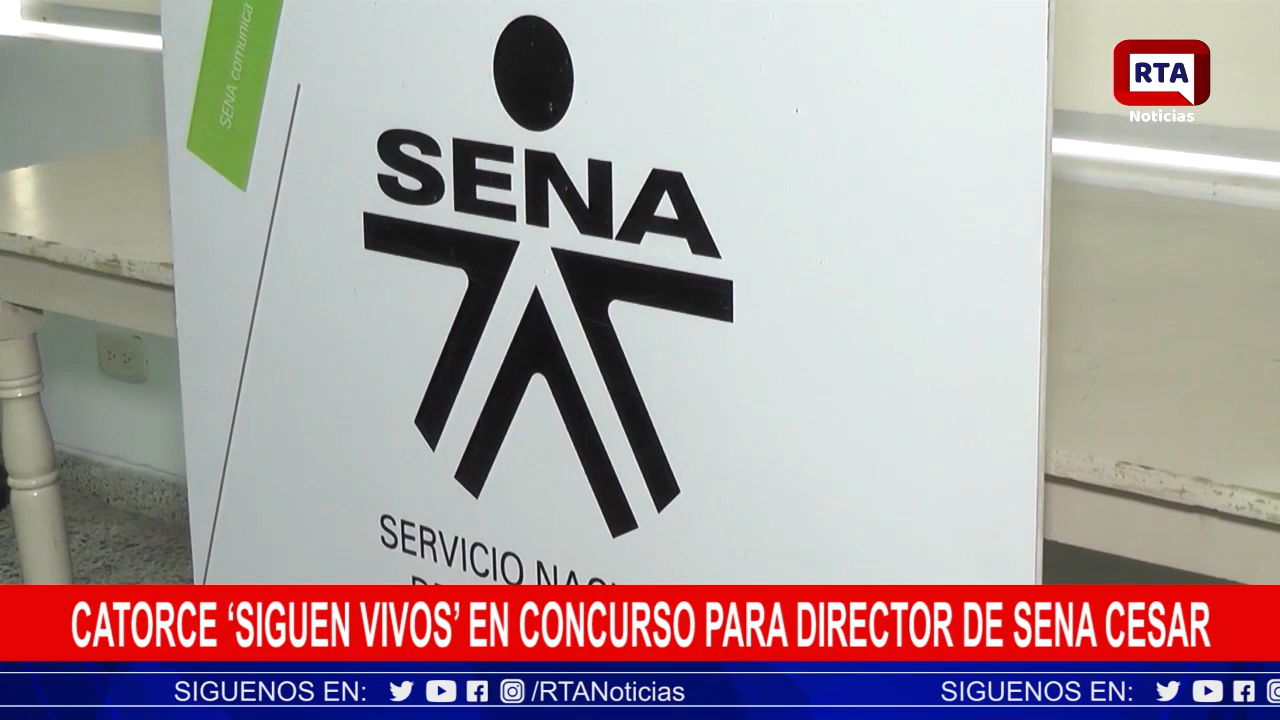 SENA comunica
RTA
Noticias
SENA
SERVICIO
CATORCE ‘SIGUEN VIVOS’ EN CONCURSO PARA DIRECTOR DE SENA CESAR
SIGUENOS EN: /RTANoticias SIGUENOS EN: